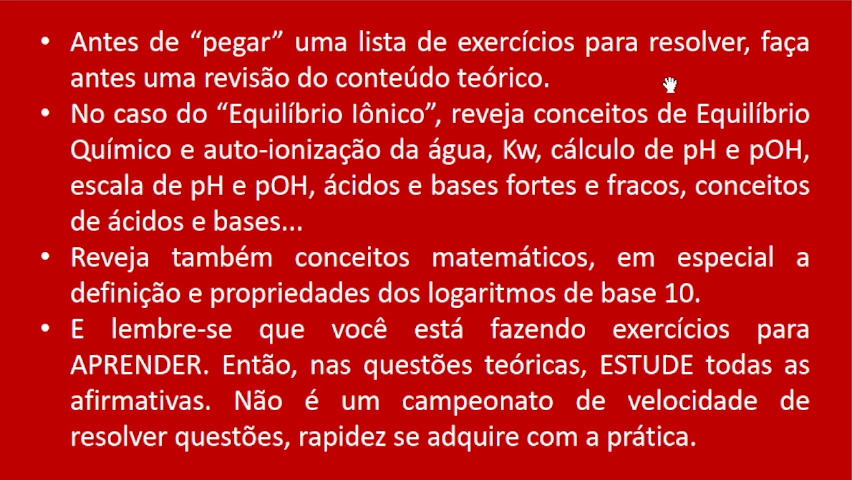 • Antes de “pegar” uma lista de exercícios para resolver, faça
antes uma revisão do conteúdo teórico.
• No caso do “Equilíbrio Iônico”, reveja conceitos de Equilíbrio
Químico e auto-ionização da água, Kw, cálculo de pH e pOH,
escala de pH e pOH, ácidos e bases fortes e fracos, conceitos
de ácidos e bases...
• Reveja também conceitos matemáticos, em especial a
definição e propriedades dos logaritmos de base 10.
• E lembre-se que você está fazendo exercícios para
APRENDER. Então, nas questões teóricas, ESTUDE todas as
afirmativas. Não é um campeonato de velocidade de
resolver questões, rapidez se adquire com a prática.